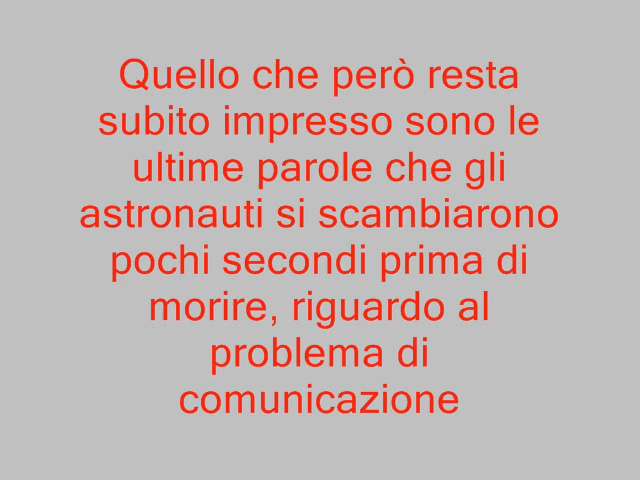 Quello che però resta
subito impresso sono le
ultime parole che gli
astronauti si scambiarono
pochi secondi prima di
morire, riguardo al
problema di
comunicazione